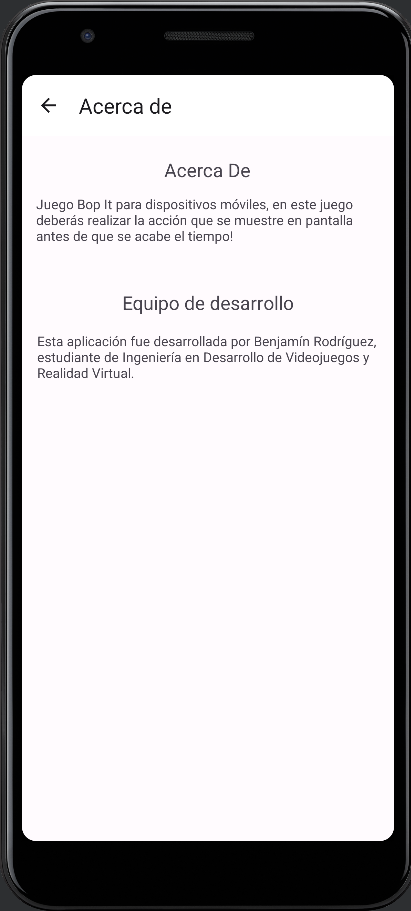 Acerca de
Acerca De
Juego Bop It para dispositivos móviles, en este juego
deberás realizar la acción que se muestre en pantalla
antes de que se acabe el tiempo!
Equipo de desarrollo
Esta aplicación fue desarrollada por Benjamín Rodríguez,
estudiante de Ingeniería en Desarrollo de Videojuegos y
Realidad Virtual.